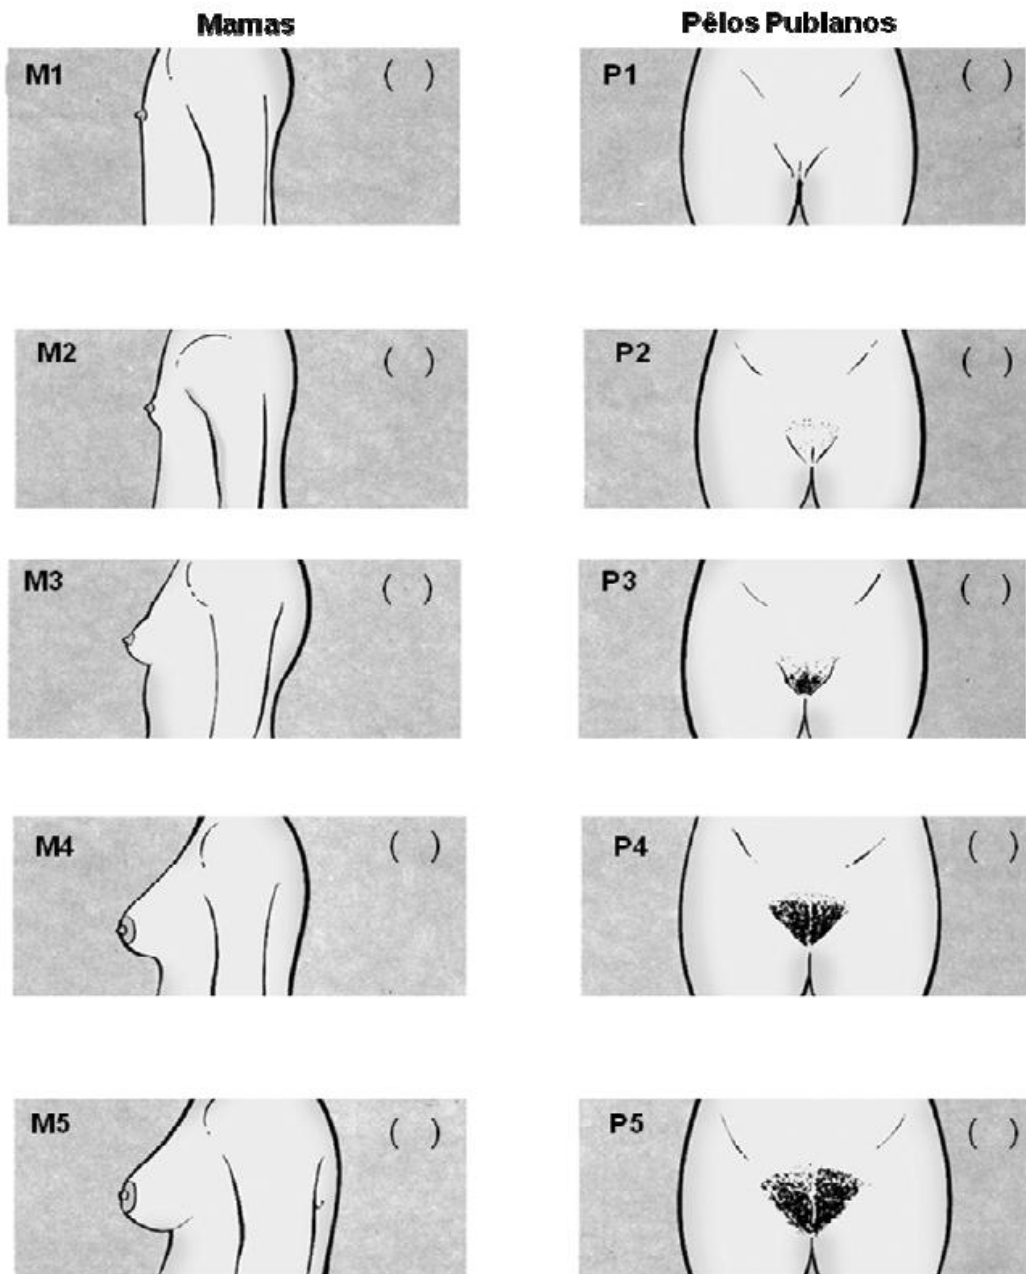 Mamas Pêlos Pubianos
M1 ( ) P1 ( )
M2 ( ) P2 ( )
M3 ( ) P3 ( )
M4 ( ) P4 ( )
M5 ( ) P5 ( )